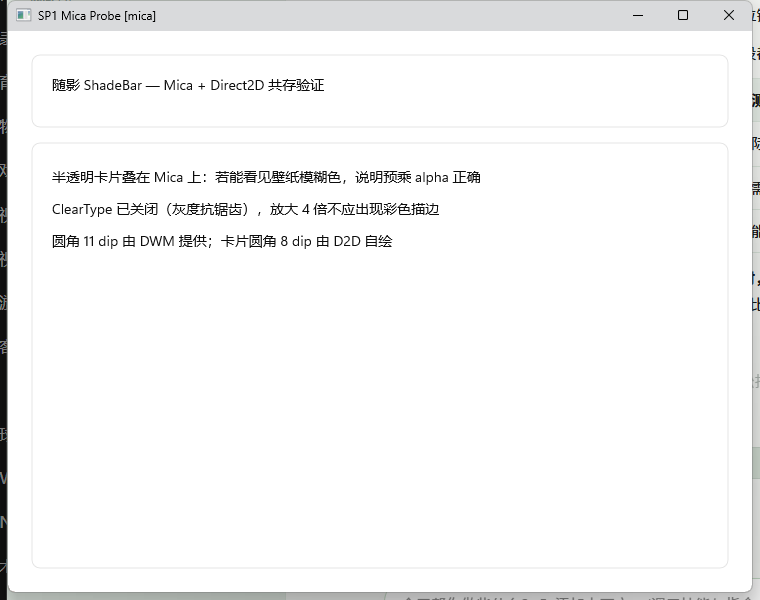 SP1 Mica Probe [mica]
随影 ShadeBar — Mica + Direct2D 共存验证
半透明卡片叠在 Mica 上：若能看见壁纸模糊色，说明预乘 alpha 正确
ClearType 已关闭（灰度抗锯齿），放大 4 倍不应出现彩色描边
圆角 11 dip 由 DWM 提供；卡片圆角 8 dip 由 D2D 自绘